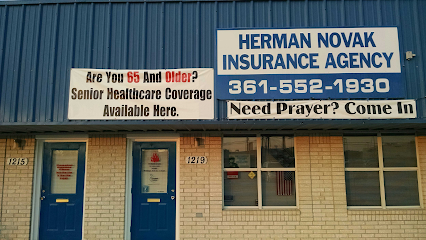 Are You 65 And Older?
Senior Healthcare Coverage
Available Here.
HERMAN NOVAK
INSURANCE AGENCY
361-552-1930
Need Prayer? Come In
1215
1219